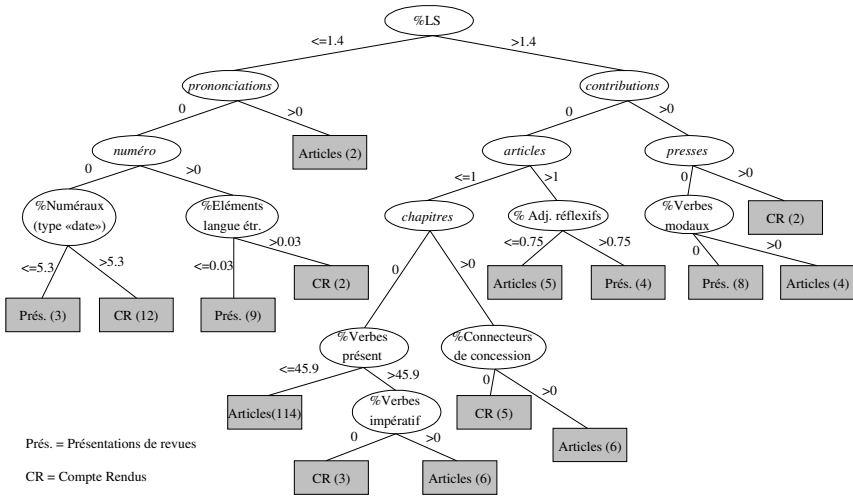 %LS
<=1.4
>1.4
prononciations
contributions
0
>0
0
>0
numéro
Articles (2)
articles
presses
0
>0
<=1
>1
0
>0
%Numéraux
(type «date»)
%Eléments
langue étr.
chapitres
% Adj. réflexifs
%Verbes
modaux
CR (2)
<=5.3
>5.3
<=0.03
>0.03
0
>0
<=0.75
>0.75
0
>0
Prés. (3)
CR (12)
Prés. (9)
CR (2)
Articles (5)
Prés. (4)
Prés. (8)
Articles (4)
%Verbes
présent
%Connecteurs
de concession
<=45.9
>45.9
0
>0
Articles(114)
%Verbes
impératif
CR (5)
Articles (6)
0
>0
CR (3)
Articles (6)
Prés. = Présentations de revues
CR = Compte Rendus